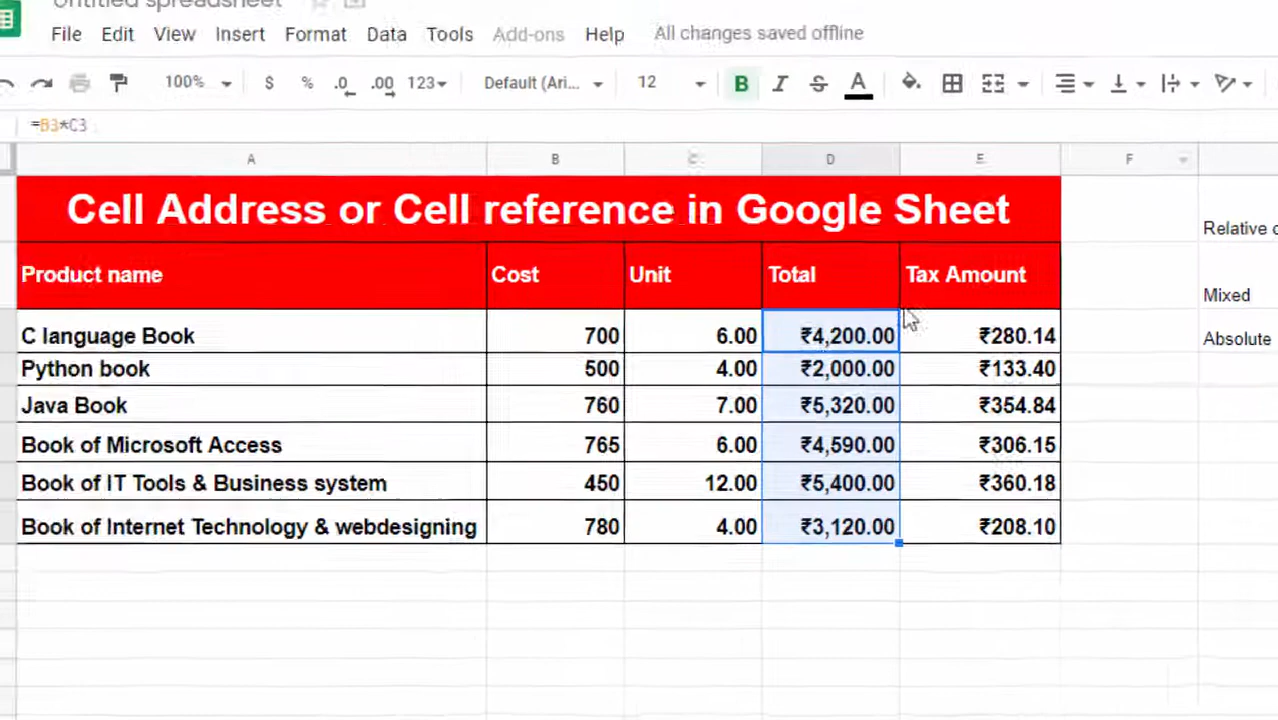 Untitled spreadsheet
File Edit View Insert Format Data Tools Add-ons Help All changes saved offline
100% $ % .0 .00 123 Default (Ari... 12 B I S A
=B3*C3
A B C D E F
Cell Address or Cell reference in Google Sheet
Product name Cost Unit Total Tax Amount
C language Book 700 6.00 ₹4,200.00 ₹280.14
Python book 500 4.00 ₹2,000.00 ₹133.40
Java Book 760 7.00 ₹5,320.00 ₹354.84
Book of Microsoft Access 765 6.00 ₹4,590.00 ₹306.15
Book of IT Tools & Business system 450 12.00 ₹5,400.00 ₹360.18
Book of Internet Technology & webdesigning 780 4.00 ₹3,120.00 ₹208.10
Relative
Mixed
Absolute